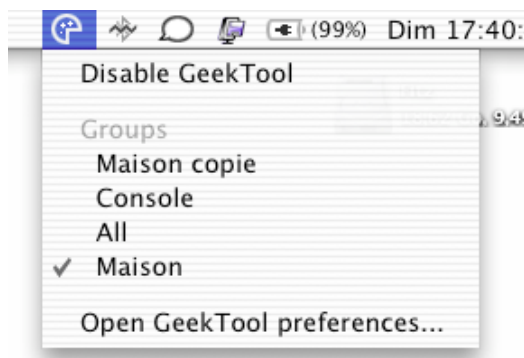 (99%) Dim 17:40:
Disable GeekTool
Groups
Maison copie
Console
All
Maison
Open GeekTool preferences...